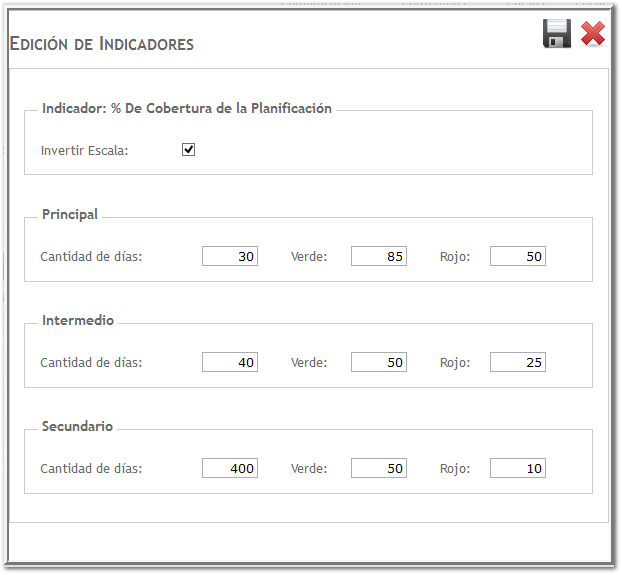 Edición de Indicadores
Indicador: % De Cobertura de la Planificación
Invertir Escala:
Principal
Cantidad de días: 30 Verde: 85 Rojo: 50
Intermedio
Cantidad de días: 40 Verde: 50 Rojo: 25
Secundario
Cantidad de días: 400 Verde: 50 Rojo: 10